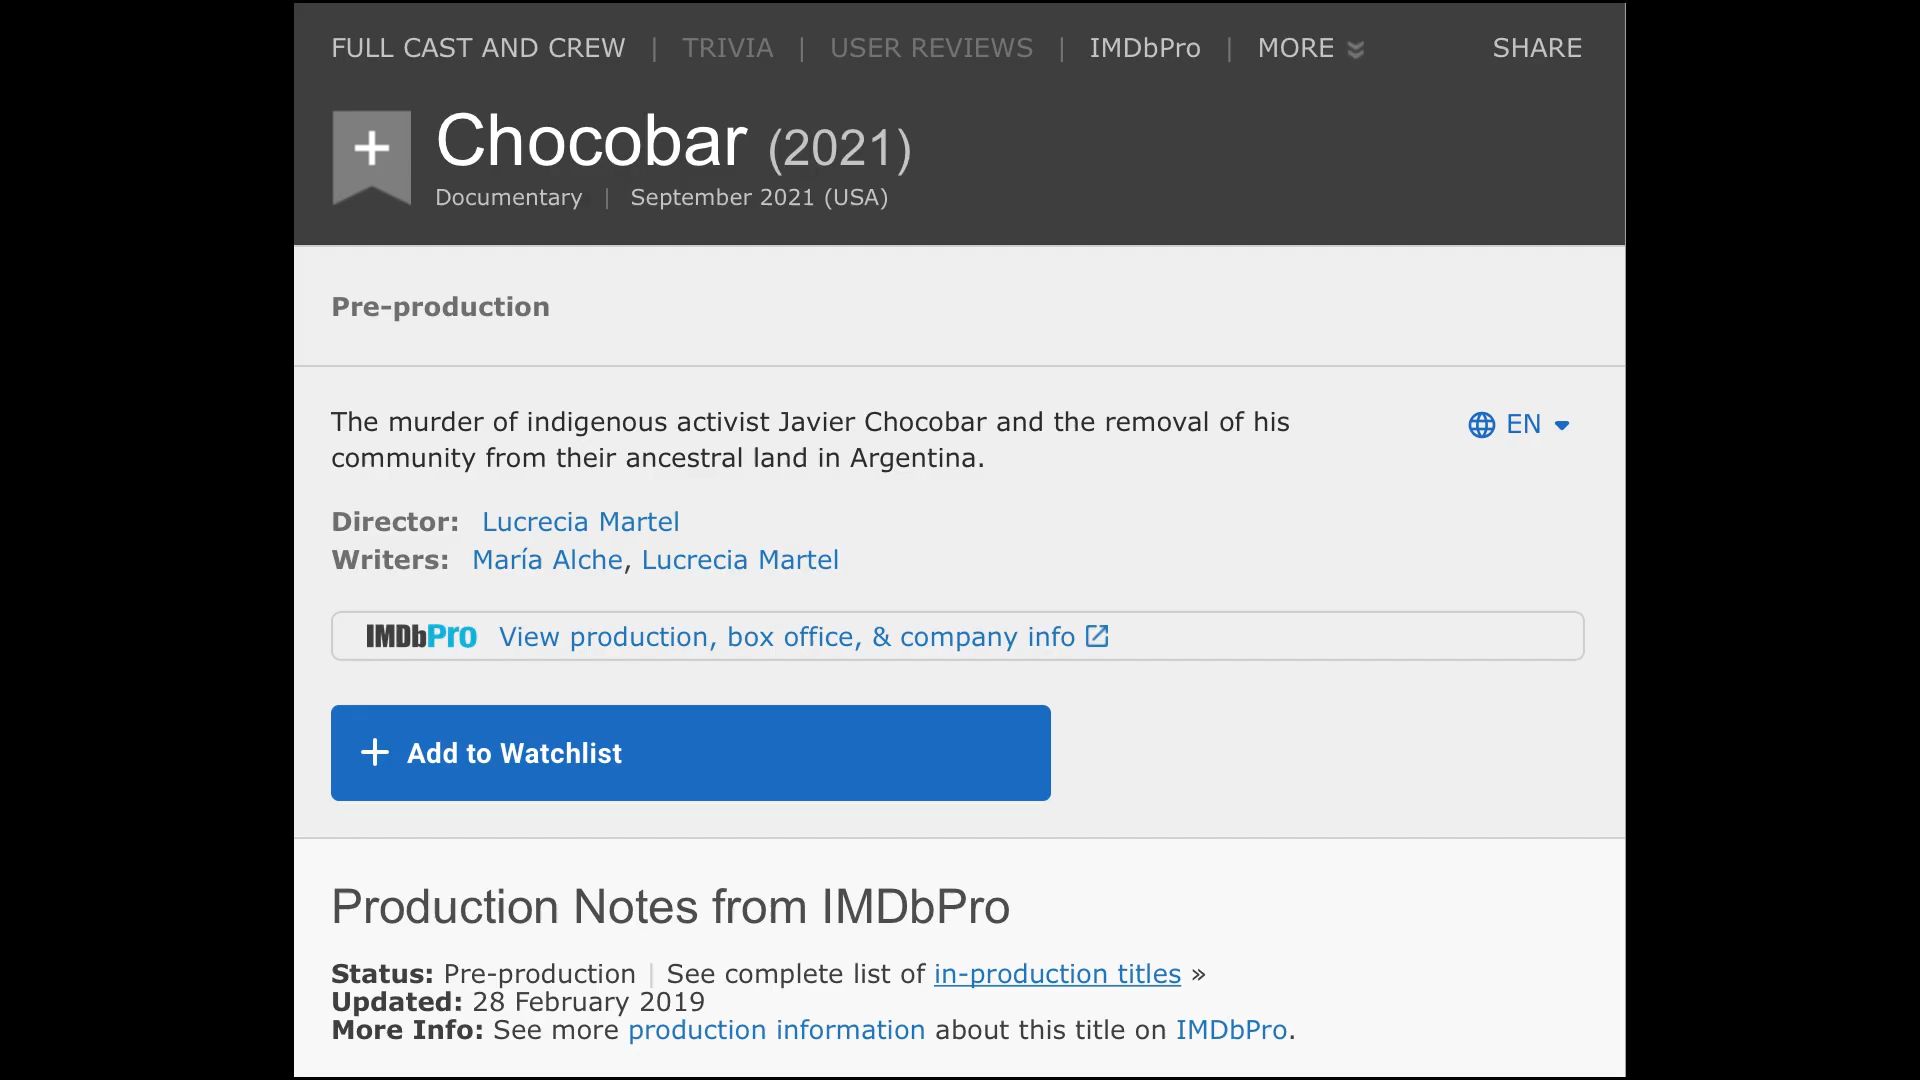 FULL CAST AND CREW | TRIVIA | USER REVIEWS | IMDbPro | MORE SHARE
+ Chocobar (2021)
Documentary | September 2021 (USA)
Pre-production
The murder of indigenous activist Javier Chocobar and the removal of his
community from their ancestral land in Argentina.
EN
Director: Lucrecia Martel
Writers: María Alche, Lucrecia Martel
IMDbPro View production, box office, & company info
+ Add to Watchlist
Production Notes from IMDbPro
Status: Pre-production | See complete list of in-production titles »
Updated: 28 February 2019
More Info: See more production information about this title on IMDbPro.